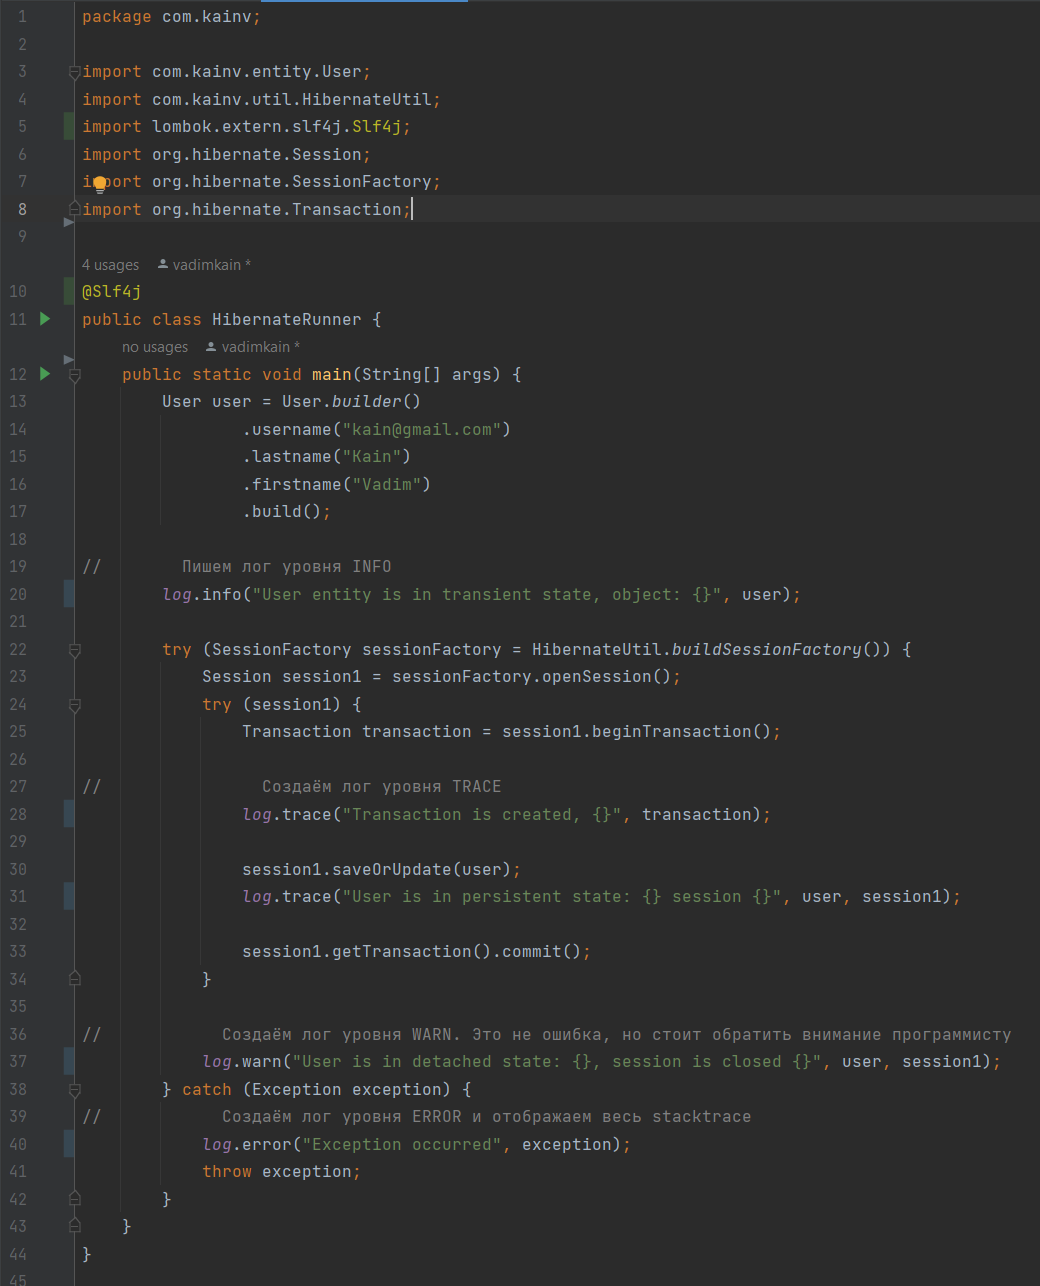 1 package com.kainv;
2
3 import com.kainv.entity.User;
4 import com.kainv.util.HibernateUtil;
5 import lombok.extern.slf4j.Slf4j;
6 import org.hibernate.Session;
7 import org.hibernate.SessionFactory;
8 import org.hibernate.Transaction;
9
4 usages vadimkain *
10 @Slf4j
11 public class HibernateRunner {
no usages vadimkain *
12 public static void main(String[] args) {
13 User user = User.builder()
14 .username("kain@gmail.com")
15 .lastname("Kain")
16 .firstname("Vadim")
17 .build();
18
19 // Пишем лог уровня INFO
20 log.info("User entity is in transient state, object: {}", user);
21
22 try (SessionFactory sessionFactory = HibernateUtil.buildSessionFactory()) {
23 Session session1 = sessionFactory.openSession();
24 try (session1) {
25 Transaction transaction = session1.beginTransaction();
26
27 // Создаём лог уровня TRACE
28 log.trace("Transaction is created, {}", transaction);
29
30 session1.saveOrUpdate(user);
31 log.trace("User is in persistent state: {} session {}", user, session1);
32
33 session1.getTransaction().commit();
34 }
35
36 // Создаём лог уровня WARN. Это не ошибка, но стоит обратить внимание программисту
37 log.warn("User is in detached state: {}, session is closed {}", user, session1);
38 } catch (Exception exception) {
39 // Создаём лог уровня ERROR и отображаем весь stacktrace
40 log.error("Exception occurred", exception);
41 throw exception;
42 }
43 }
44 }
45